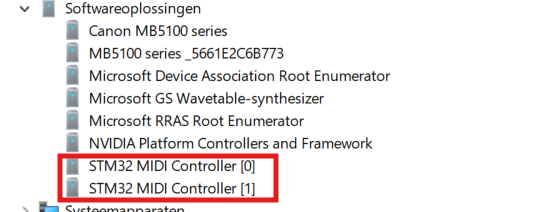 Softwareoplossingen
Canon MB5100 series
MB5100 series _5661E2C6B773
Microsoft Device Association Root Enumerator
Microsoft GS Wavetable-synthesizer
Microsoft RRAS Root Enumerator
NVIDIA Platform Controllers and Framework
STM32 MIDI Controller [0]
STM32 MIDI Controller [1]
Systeemapparaten